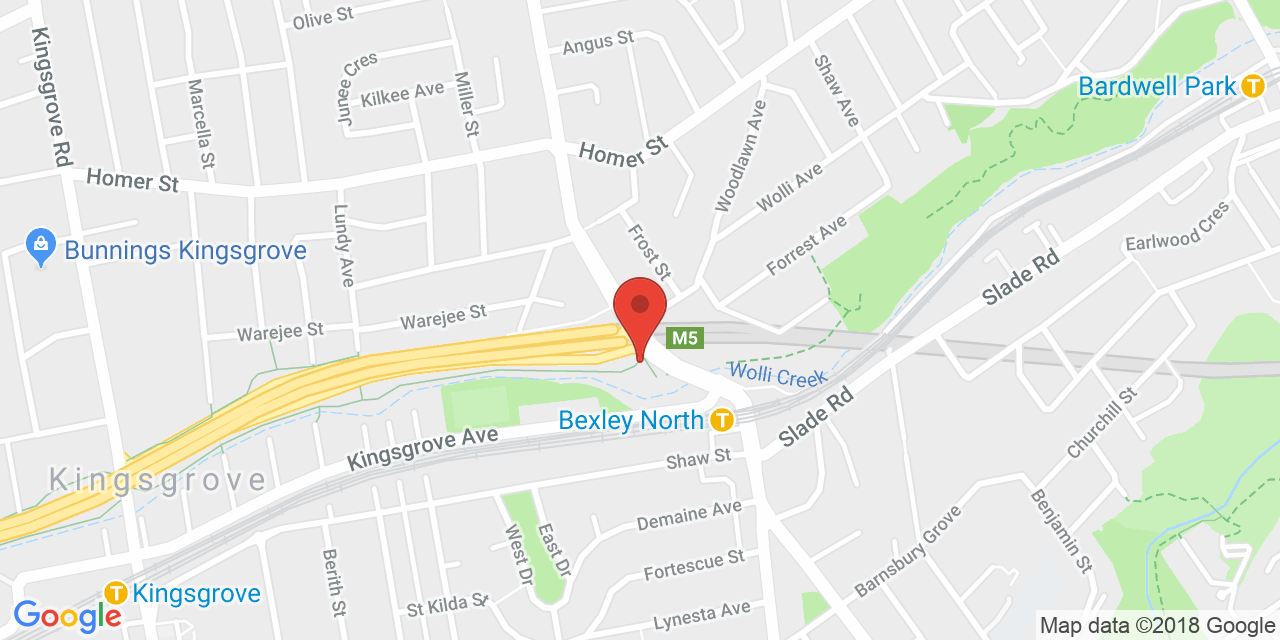 Olive St
Angus St
Kingsgrove Rd
Junee Cres
Kilkee Ave
Miller St
Marcella St
Shaw Ave
Bardwell Park
T
Homer St
Homer St
Woodlawn Ave
Wolli Ave
Lundy Ave
Frost St
Forrest Ave
Earlwood Cres
Bunnings Kingsgrove
Slade Rd
Warejee St
Warejee St
M5
Wolli Creek
Slade Rd
Churchill St
Bexley North
T
Kingsgrove Ave
Shaw St
Kingsgrove
Demaine Ave
West Dr
East Dr
Benjamin St
Barnsbury Grove
Fortescue St
Berith St
T
Kingsgrove
St Kilda St
Lynesta Ave
Google
Map data ©2018 Google